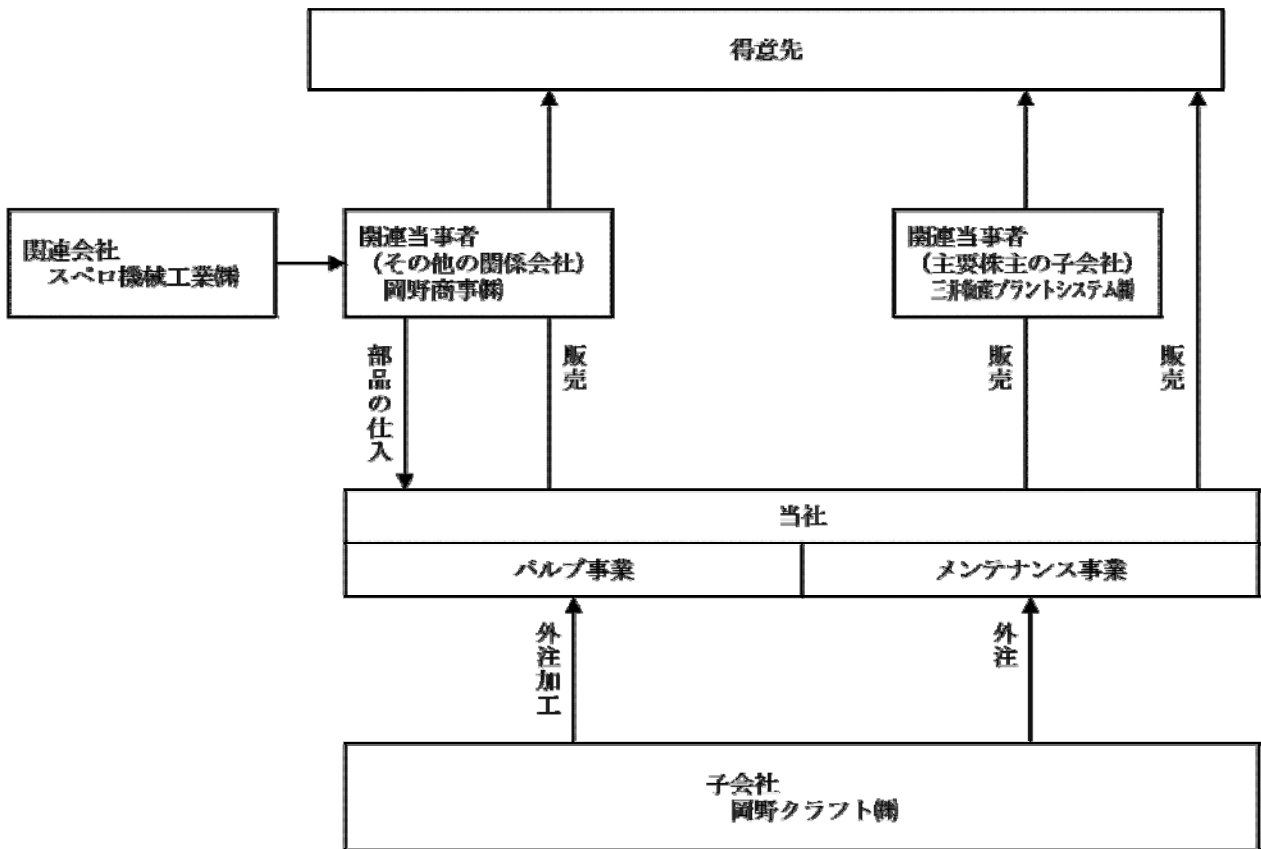 得意先
関連会社
スペロ機械工業㈱
関連当事者
（その他の関係会社）
岡野商事㈱
関連当事者
（主要株主の子会社）
三井物産プラントシステム㈱
部品の仕入
販売
販売
販売
当社
バルブ事業
メンテナンス事業
外注加工
外注
子会社
岡野クラフト㈱